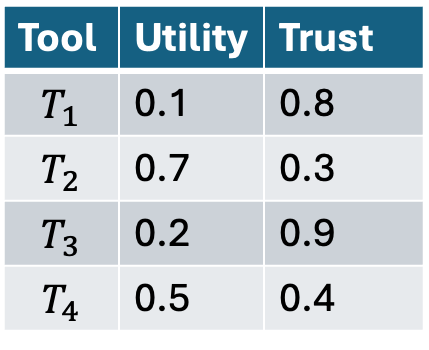 Tool Utility Trust
T₁ 0.1 0.8
T₂ 0.7 0.3
T₃ 0.2 0.9
T₄ 0.5 0.4